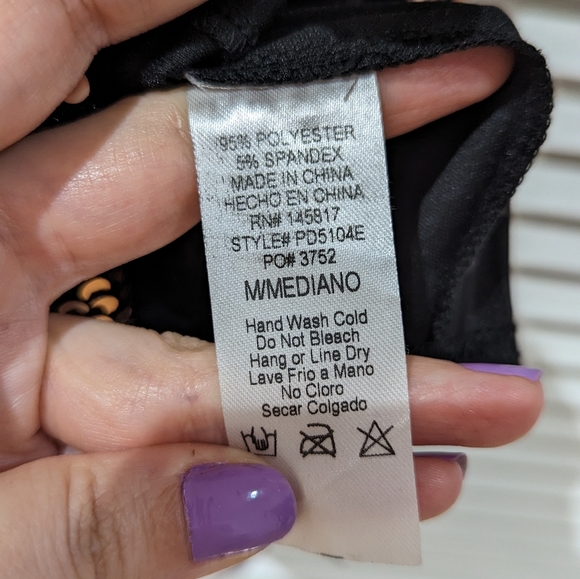 95% POLYESTER
5% SPANDEX
MADE IN CHINA
HECHO EN CHINA
RN# 145817
STYLE# PD5104E
PO# 3752
M/MEDIANO
Hand Wash Cold
Do Not Bleach
Hang or Line Dry
Lave Frio a Mano
No Cloro
Secar Colgado